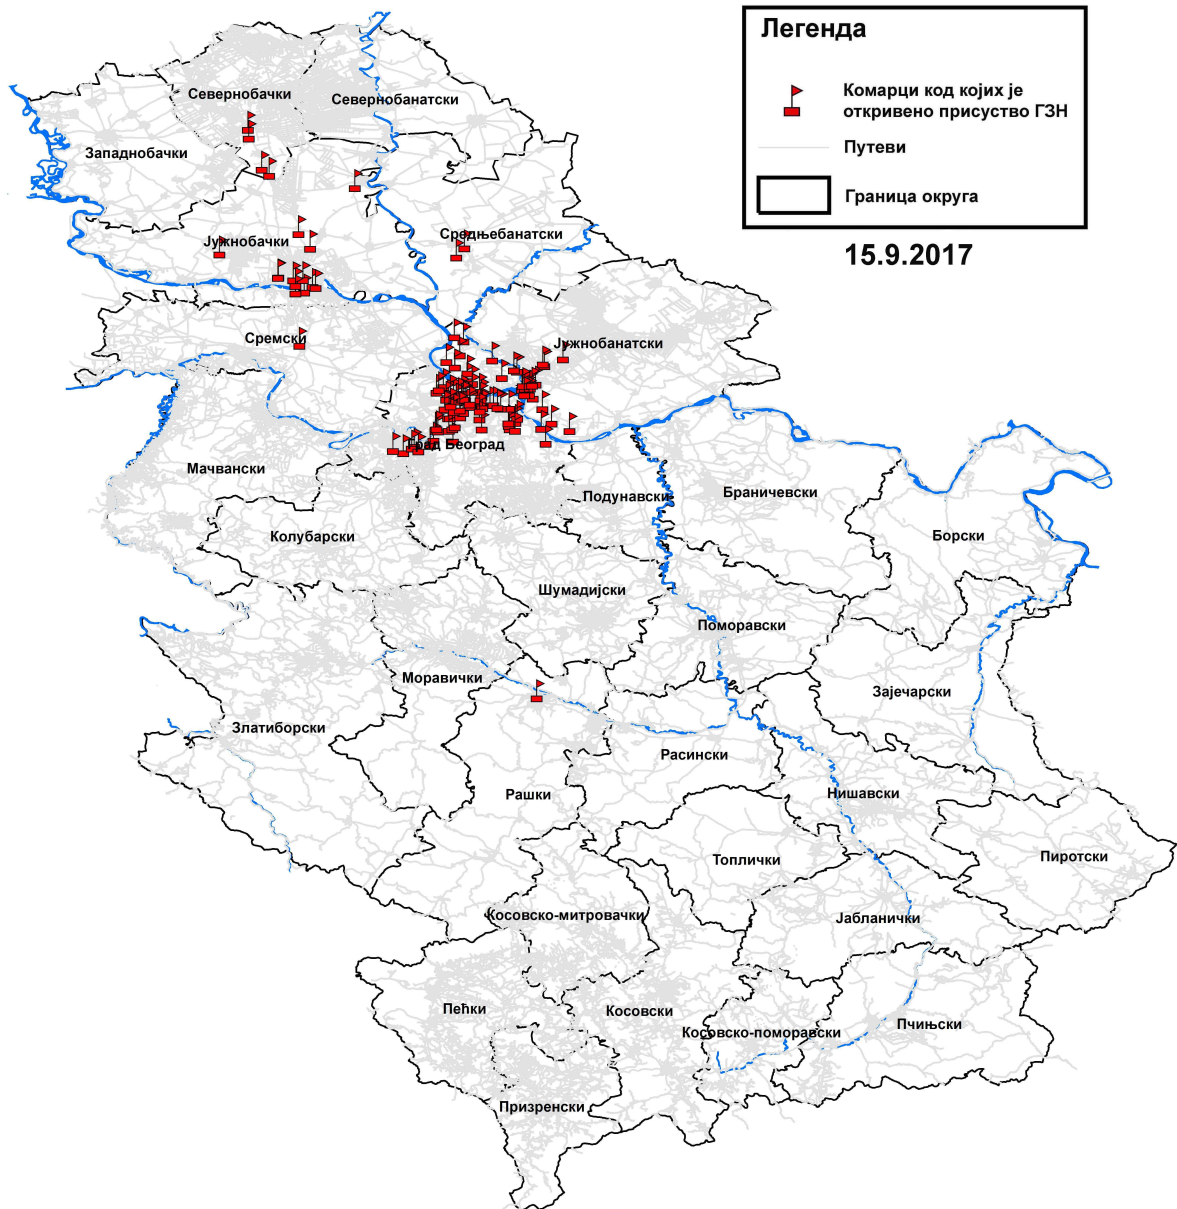 Легенда
Комарци код којих је
откривено присуство ГЗН
Путеви
Граница округа
15.9.2017
Севернобачки
Севернобанатски
Западнобачки
Јужнобачки
Средњебанатски
Сремски
Јужнобанатски
Град Београд
Мачвански
Подунавски
Браничевски
Колубарски
Борски
Шумадијски
Поморавски
Моравички
Зајечарски
Златиборски
Расински
Рашки
Нишавски
Топлички
Пиротски
Косовско-митровачки
Јабланички
Пећки
Косовски
Косовско-поморавски
Пчињски
Призренски